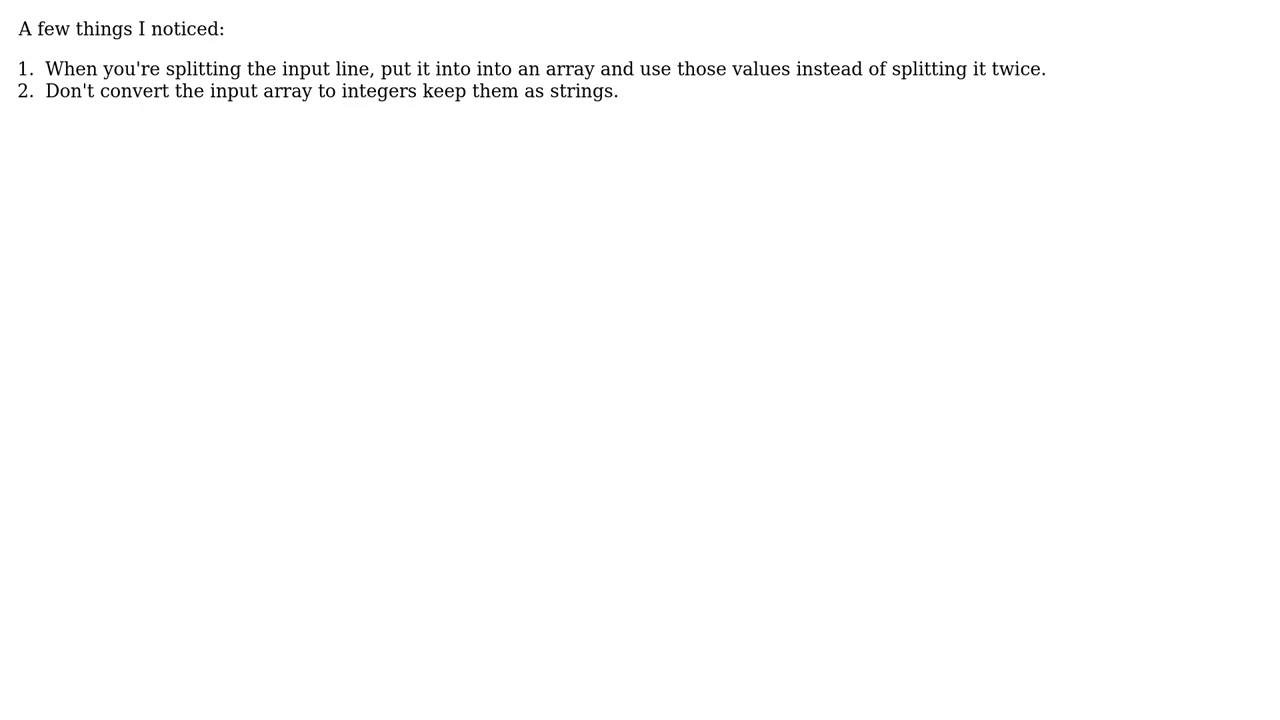 A few things I noticed:
1. When you're splitting the input line, put it into into an array and use those values instead of splitting it twice.
2. Don't convert the input array to integers keep them as strings.